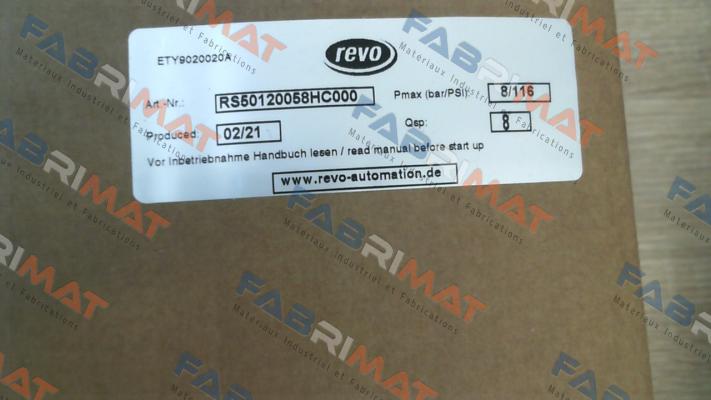 ETY9020020A
revo
Art.-Nr.: RS50120058HC000 Pmax (bar/PSI): 8/116
Produced: 02/21 Qsp: 8
Vor Inbetriebnahme Handbuch lesen / read manual before start up
www.revo-automation.de
FABRIMAT
Materiaux Industriel et Fabrications